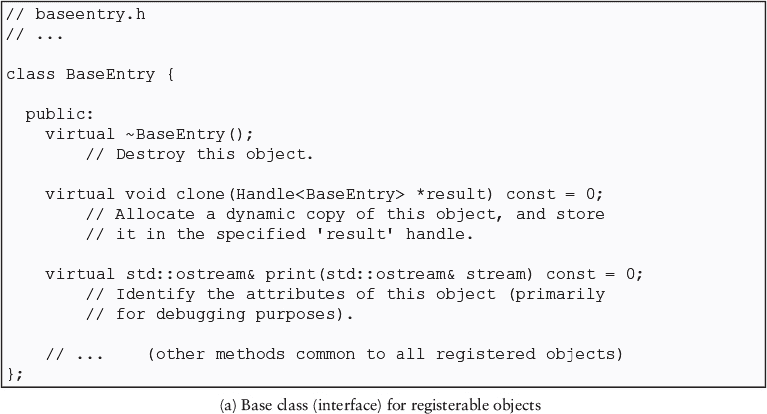 // baseentry.h
// ...
class BaseEntry {
public:
virtual ~BaseEntry();
// Destroy this object.
virtual void clone(Handle<BaseEntry> *result) const = 0;
// Allocate a dynamic copy of this object, and store
// it in the specified 'result' handle.
virtual std::ostream& print(std::ostream& stream) const = 0;
// Identify the attributes of this object (primarily
// for debugging purposes).
// ... (other methods common to all registered objects)
};
(a) Base class (interface) for registerable objects